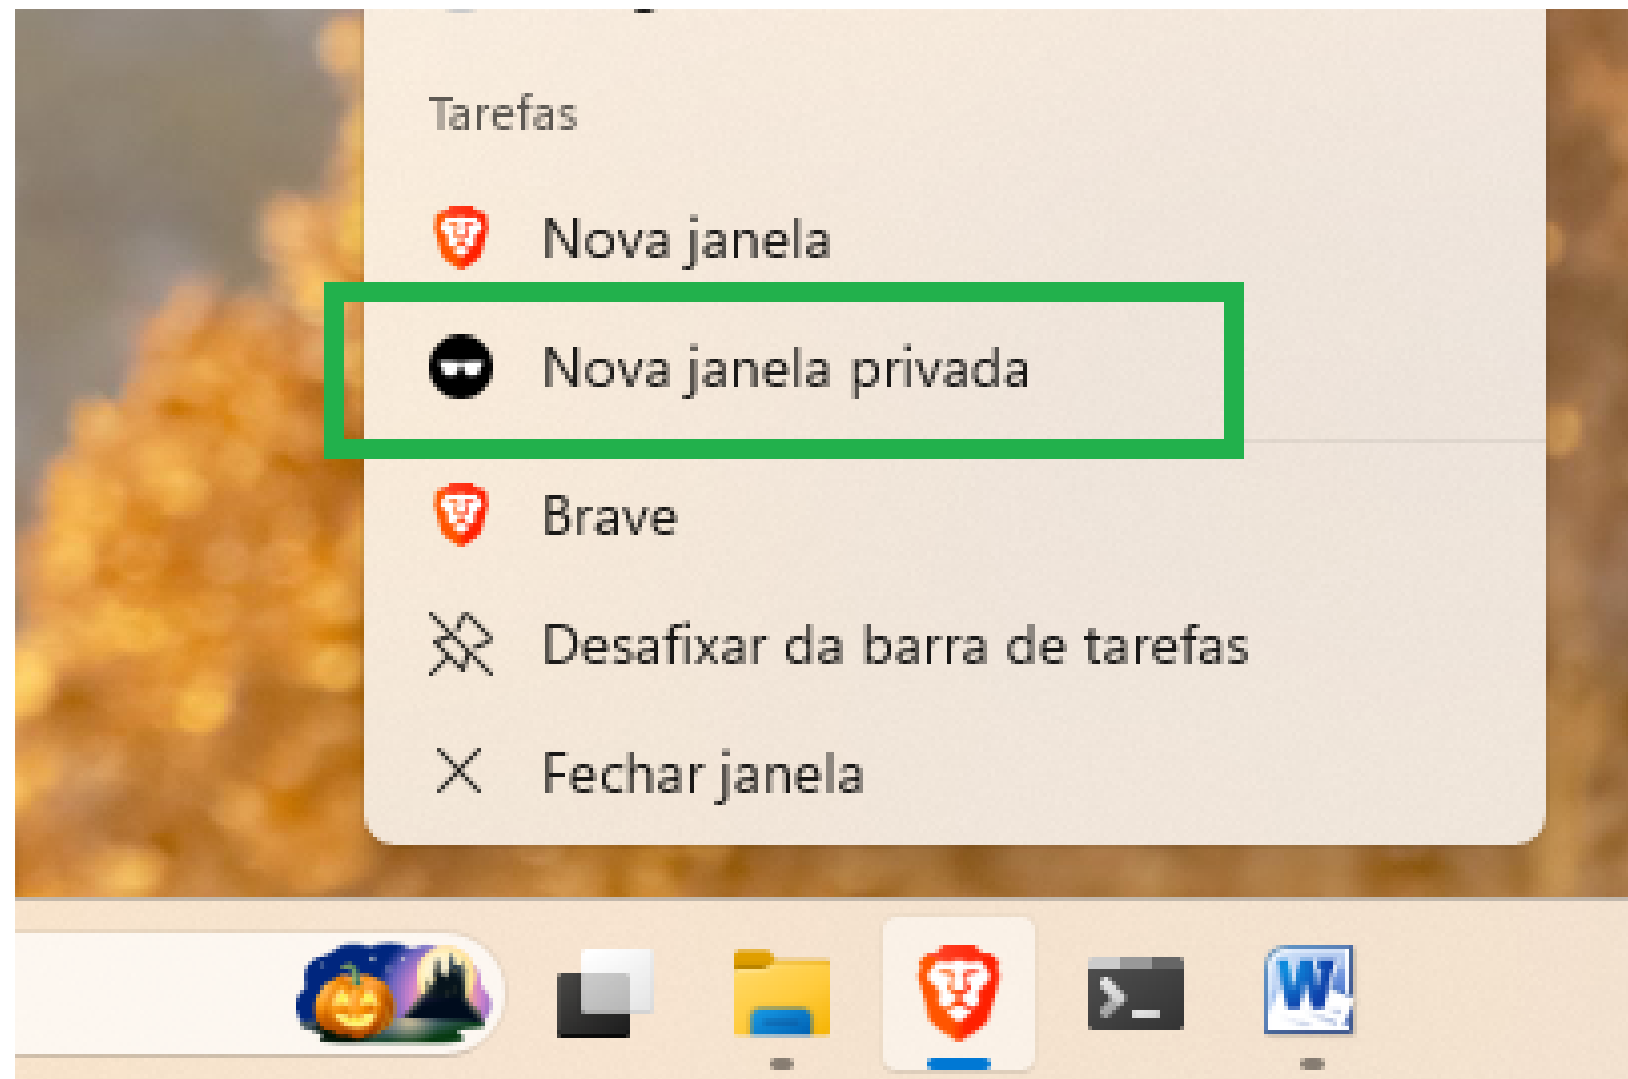 Tarefas
Nova janela
Nova janela privada
Brave
Desafixar da barra de tarefas
Fechar janela
W